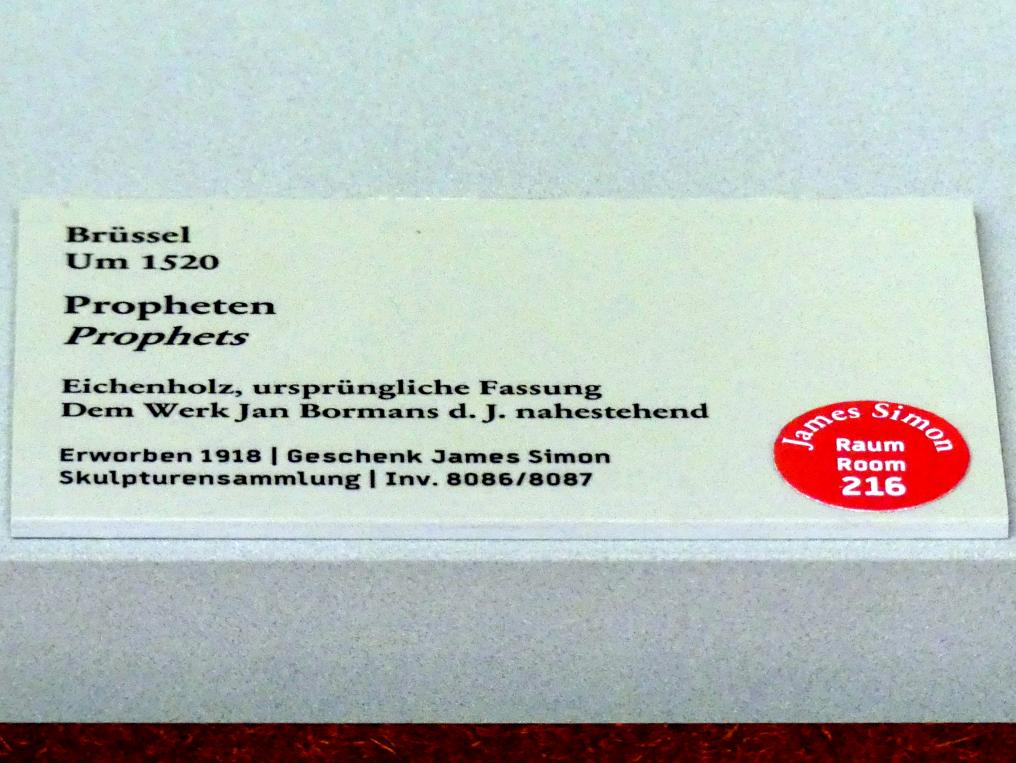 Brüssel
Um 1520
Propheten
Prophets
Eichenholz, ursprüngliche Fassung
Dem Werk Jan Bormans d. J. nahestehend
Erworben 1918 | Geschenk James Simon
Skulpturensammlung | Inv. 8086/8087
James Simon
Raum
Room
216